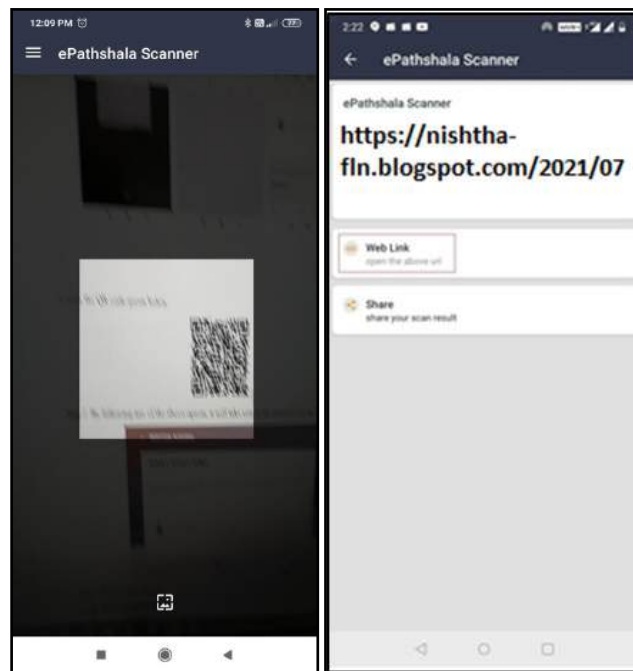 12:09 PM
ePathshala Scanner
2:22
ePathshala Scanner
ePathshala Scanner
https://nishtha-
fln.blogspot.com/2021/07
Web Link
open the above url
Share
share your scan result